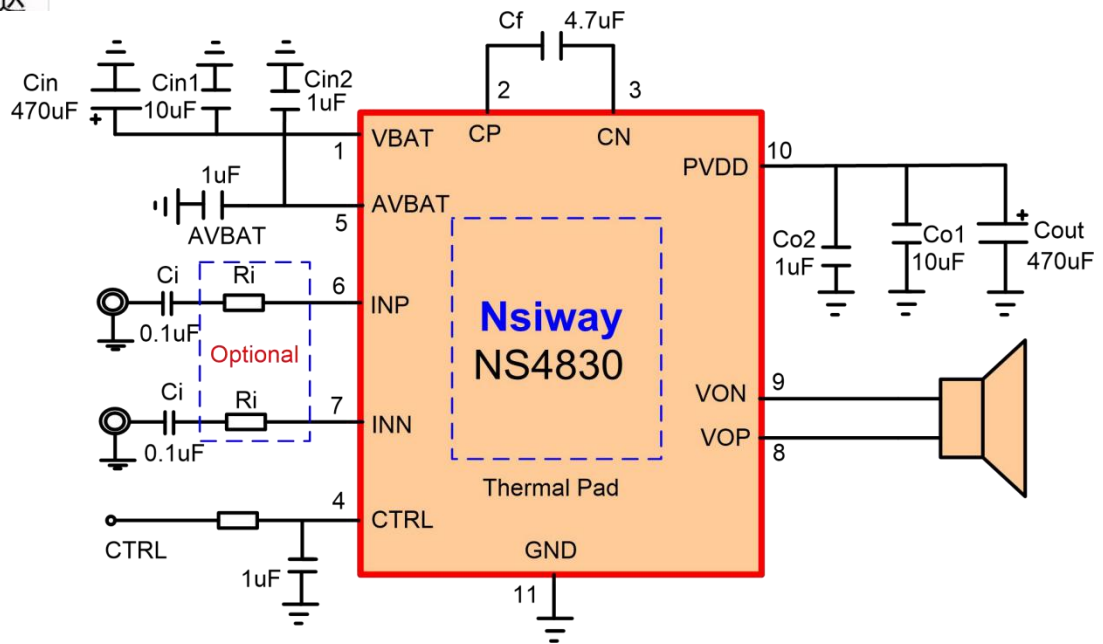 Cf 4.7uF
Cin
470uF
+
Cin1
10uF
Cin2
1uF
2
3
CP
CN
1
VBAT
10
PVDD
1uF
AVBAT
5
AVBAT
Co2
1uF
Co1
10uF
+
Cout
470uF
Ci
Ri
6
INP
0.1uF
Optional
Nsiway
NS4830
Ci
Ri
7
INN
0.1uF
VON
9
VOP
8
Thermal Pad
4
CTRL
CTRL
1uF
GND
11